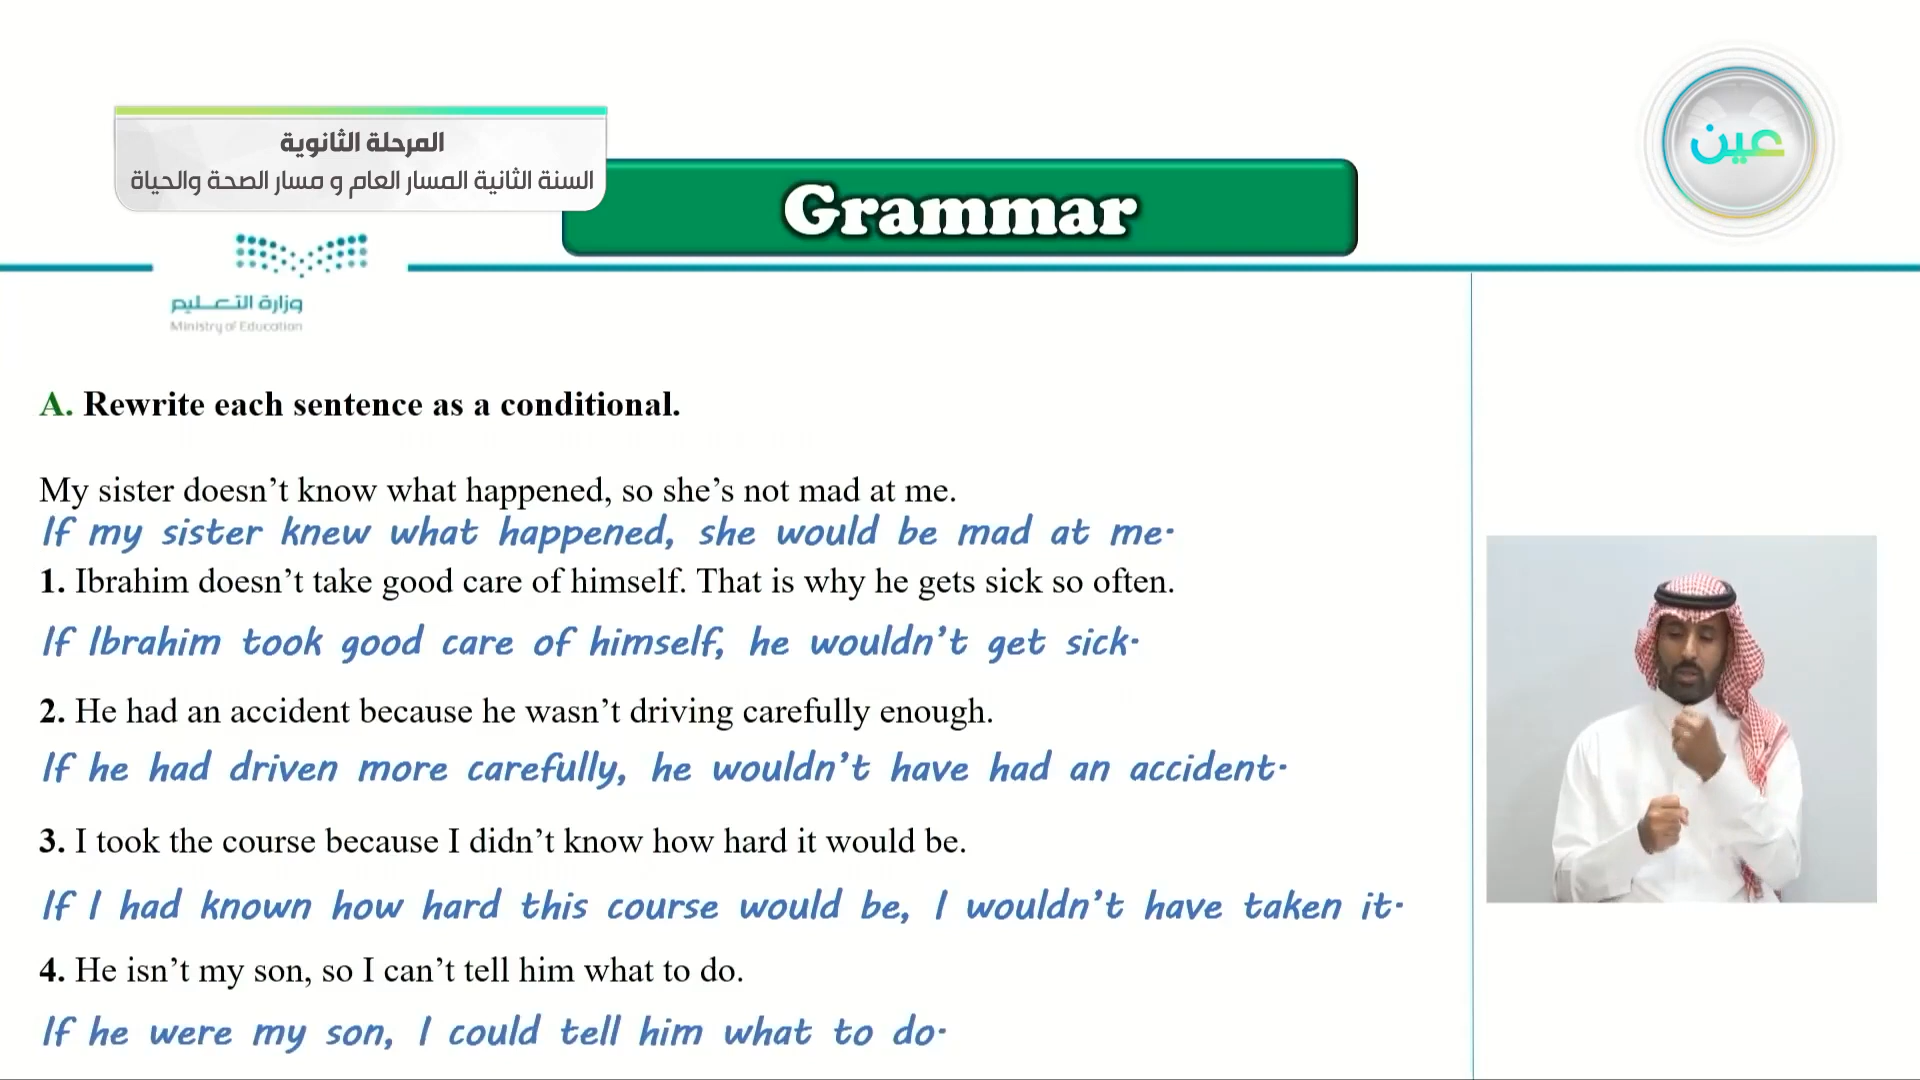 المرحلة الثانوية
السنة الثانية المسار العام و مسار الصحة والحياة
عين
Grammar
وزارة التعليم
Ministry of Education
A. Rewrite each sentence as a conditional.
My sister doesn’t know what happened, so she’s not mad at me.
If my sister knew what happened, she would be mad at me.
1. Ibrahim doesn’t take good care of himself. That is why he gets sick so often.
If Ibrahim took good care of himself, he wouldn’t get sick.
2. He had an accident because he wasn’t driving carefully enough.
If he had driven more carefully, he wouldn’t have had an accident.
3. I took the course because I didn’t know how hard it would be.
If I had known how hard this course would be, I wouldn’t have taken it.
4. He isn’t my son, so I can’t tell him what to do.
If he were my son, I could tell him what to do.